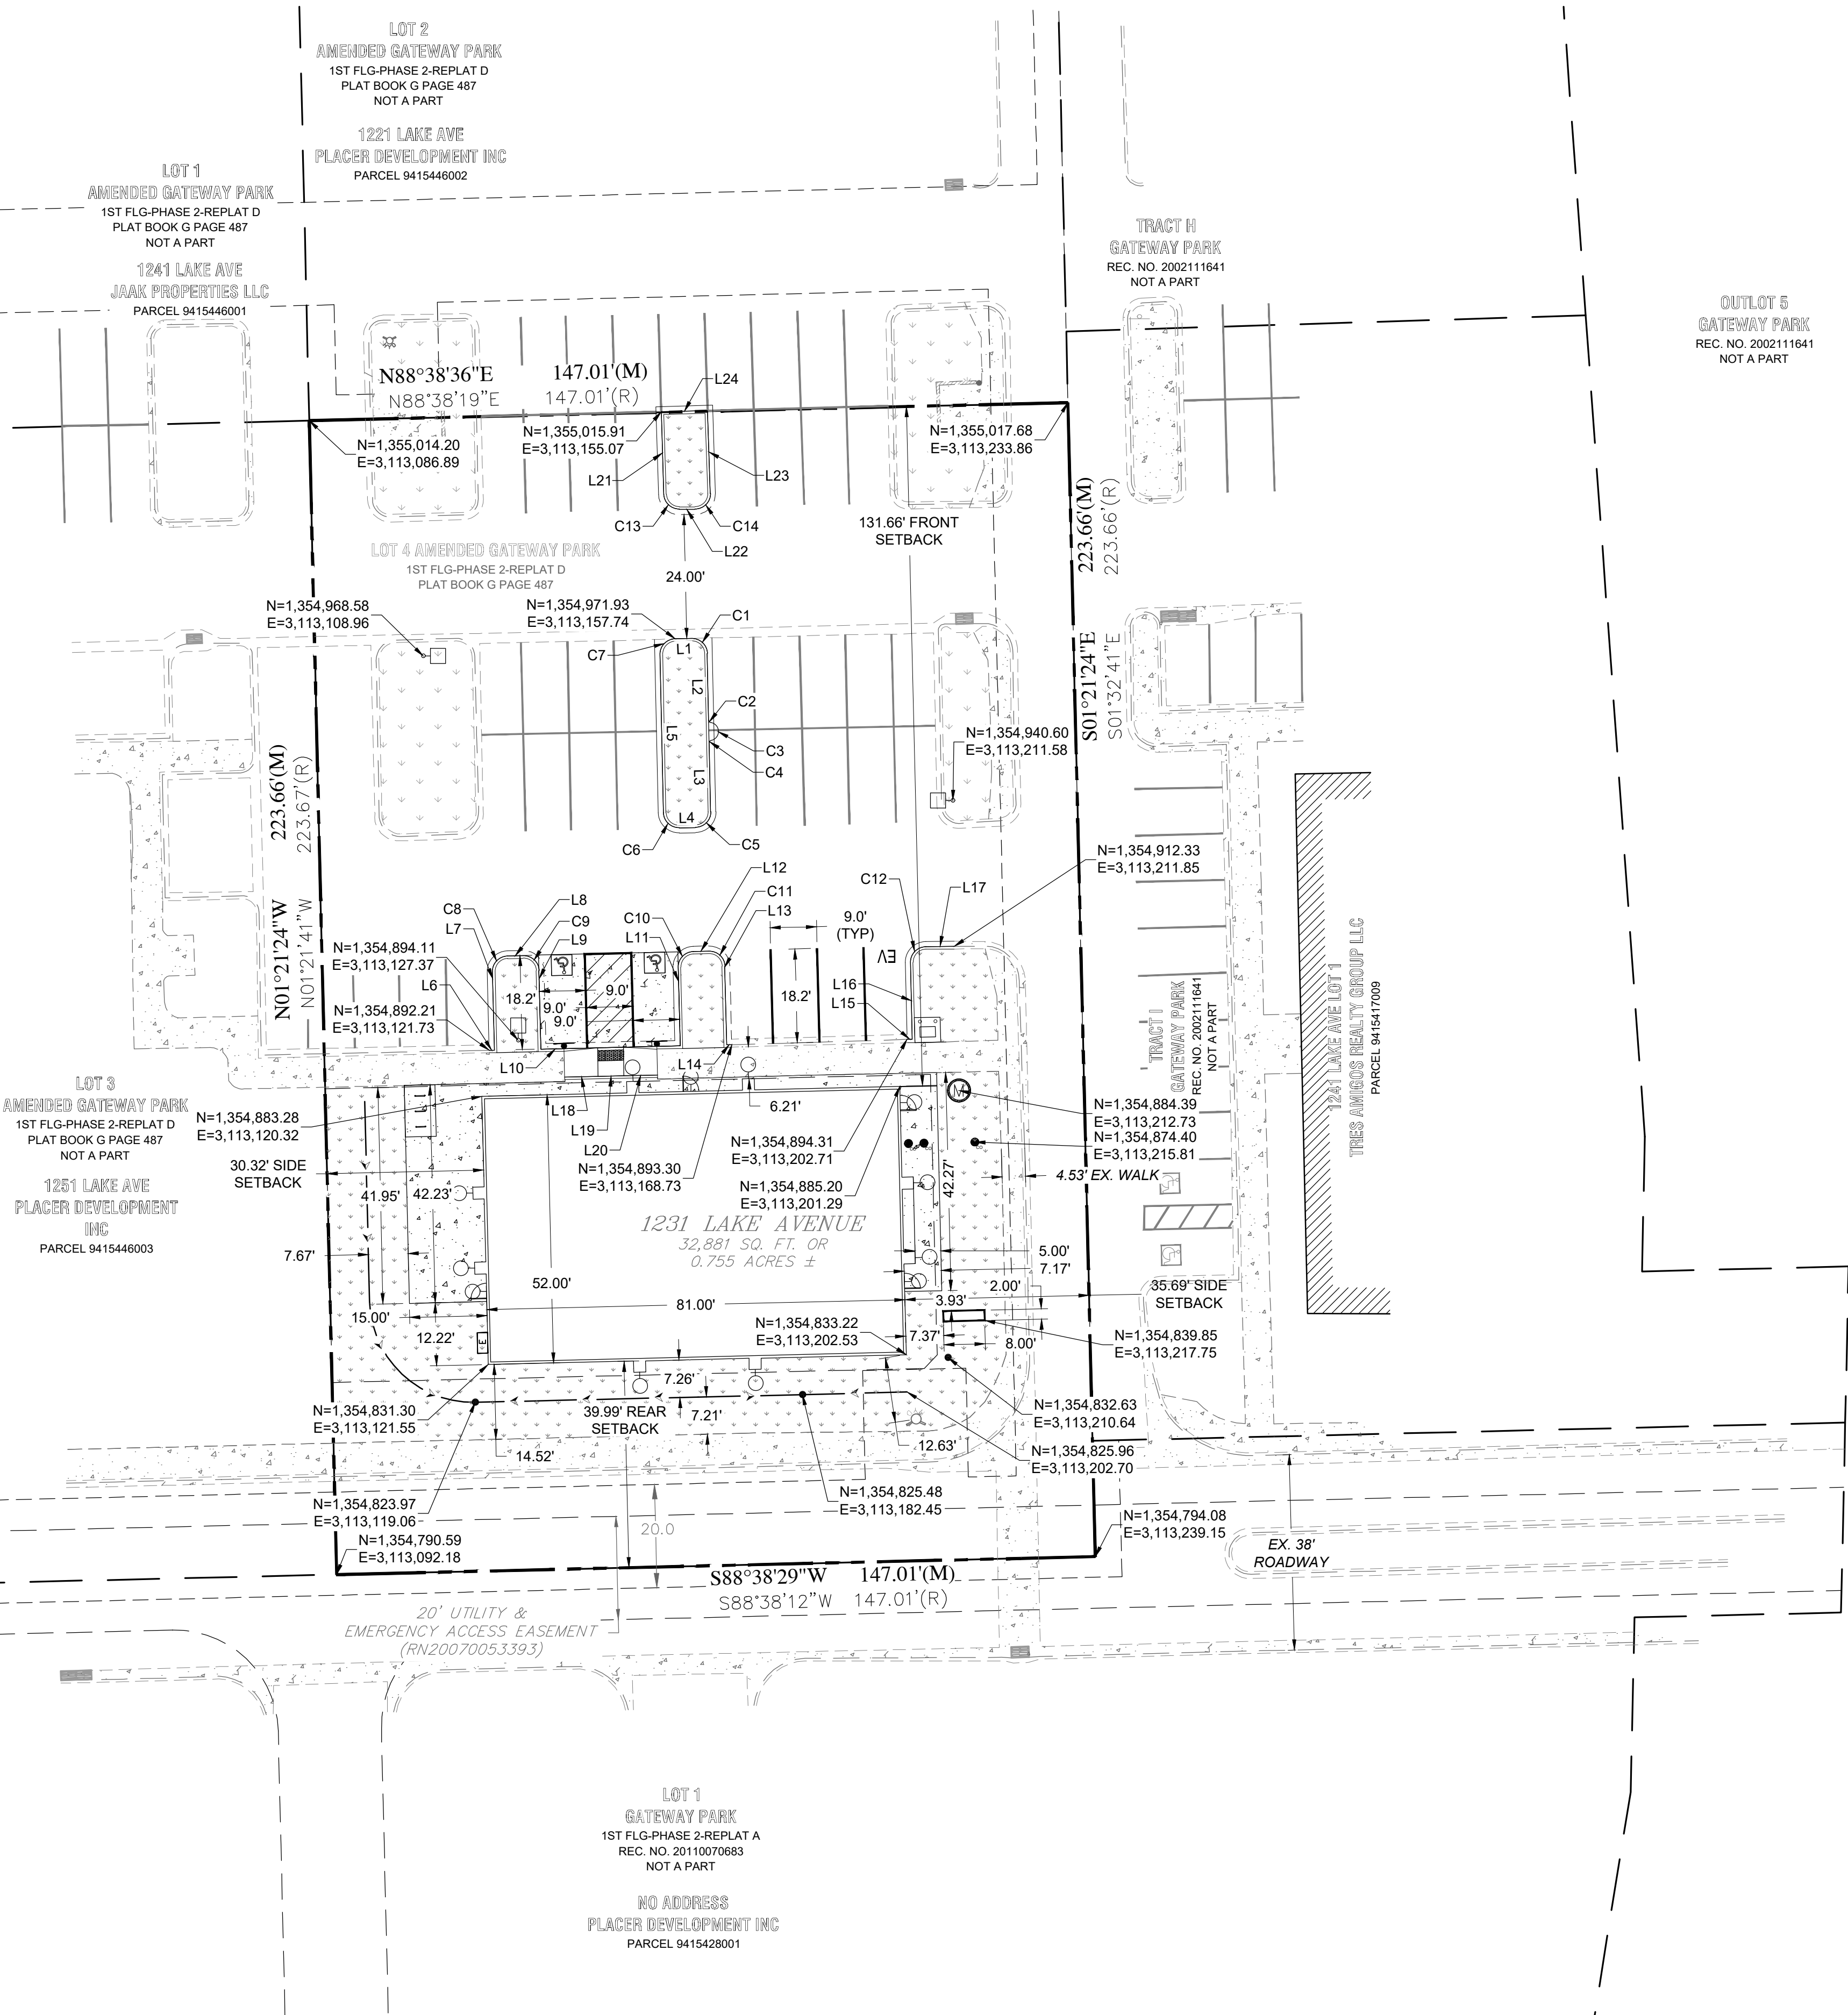 LOT 2
AMENDED GATEWAY PARK
1ST FLG-PHASE 2-REPLAT D
PLAT BOOK G PAGE 487
NOT A PART
1221 LAKE AVE
PLACER DEVELOPMENT INC
PARCEL 9415446002
LOT 1
AMENDED GATEWAY PARK
1ST FLG-PHASE 2-REPLAT D
PLAT BOOK G PAGE 487
NOT A PART
1241 LAKE AVE
JAAK PROPERTIES LLC
PARCEL 9415446001
TRACT H
GATEWAY PARK
REC. NO. 2002111641
NOT A PART
OUTLOT 5
GATEWAY PARK
REC. NO. 2002111641
NOT A PART
N88°38'36"E 147.01'(M)
N88°38'19"E 147.01'(R)
L24
N=1,355,014.20
E=3,113,086.89
N=1,355,015.91
E=3,113,155.07
N=1,355,017.68
E=3,113,233.86
L21
L23
C13
C14
L22
131.66' FRONT
SETBACK
S01°21'24"E 223.66'(M)
S01°32'41"E 223.66'(R)
LOT 4 AMENDED GATEWAY PARK
1ST FLG-PHASE 2-REPLAT D
PLAT BOOK G PAGE 487
24.00'
N=1,354,968.58
E=3,113,108.96
N=1,354,971.93
E=3,113,157.74
C1
C7
L1
L2
C2
L5
C3
C4
L3
L4
C6
C5
N=1,354,940.60
E=3,113,211.58
N01°21'24"W 223.66'(M)
N01°21'41"W 223.67'(R)
N=1,354,912.33
E=3,113,211.85
L12
C11
L13
C12
L17
L8
C9
L9
C8
L7
C10
L11
9.0'
(TYP)
EV
N=1,354,894.11
E=3,113,127.37
L6
18.2'
9.0'
9.0'
9.0'
18.2'
L16
L15
N=1,354,892.21
E=3,113,121.73
L10
L14
TRACT I
GATEWAY PARK
REC. NO. 2002111641
NOT A PART
1241 LAKE AVE LOT 1
TRES AMIGOS REALTY GROUP LLC
PARCEL 9415417009
LOT 3
AMENDED GATEWAY PARK
1ST FLG-PHASE 2-REPLAT D
PLAT BOOK G PAGE 487
NOT A PART
1251 LAKE AVE
PLACER DEVELOPMENT
INC
PARCEL 9415446003
N=1,354,883.28
E=3,113,120.32
L18
L19
L20
6.21'
M
N=1,354,884.39
E=3,113,212.73
N=1,354,874.40
E=3,113,215.81
N=1,354,894.31
E=3,113,202.71
N=1,354,893.30
E=3,113,168.73
N=1,354,885.20
E=3,113,201.29
30.32' SIDE
SETBACK
41.95'
42.23'
42.27'
4.53' EX. WALK
1231 LAKE AVENUE
32,881 SQ. FT. OR
0.755 ACRES ±
7.67'
52.00'
81.00'
5.00'
7.17'
2.00'
3.93'
35.69' SIDE
SETBACK
15.00'
12.22'
E
N=1,354,833.22
E=3,113,202.53
7.37'
8.00'
N=1,354,839.85
E=3,113,217.75
7.26'
7.21'
N=1,354,831.30
E=3,113,121.55
39.99' REAR
SETBACK
N=1,354,832.63
E=3,113,210.64
14.52'
12.63'
N=1,354,825.96
E=3,113,202.70
N=1,354,823.97
E=3,113,119.06
N=1,354,825.48
E=3,113,182.45
N=1,354,790.59
E=3,113,092.18
20.0
N=1,354,794.08
E=3,113,239.15
EX. 38'
ROADWAY
S88°38'29"W 147.01'(M)
S88°38'12"W 147.01'(R)
20' UTILITY &
EMERGENCY ACCESS EASEMENT
(RN20070053393)
LOT 1
GATEWAY PARK
1ST FLG-PHASE 2-REPLAT A
REC. NO. 20110070683
NOT A PART
NO ADDRESS
PLACER DEVELOPMENT INC
PARCEL 9415428001